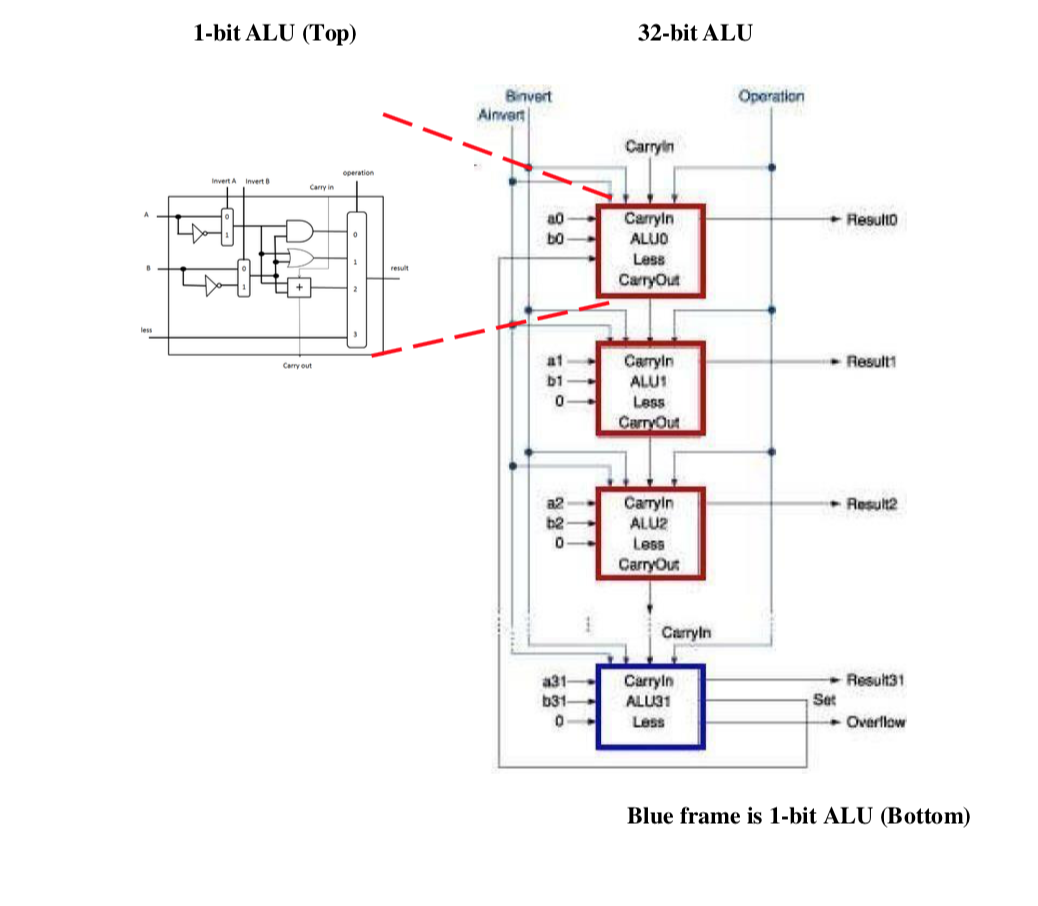 1-bit ALU (Top)
32-bit ALU
Binvert
Operation
Ainvert
CarryIn
operation
Invert A
Invert B
Carry in
A
0
1
0
B
0
1
1
+
2
result
less
3
Carry out
a0
b0
CarryIn
ALU0
Less
CarryOut
Result0
a1
b1
0
CarryIn
ALU1
Less
CarryOut
Result1
a2
b2
0
CarryIn
ALU2
Less
CarryOut
Result2
CarryIn
a31
b31
0
CarryIn
ALU31
Less
Result31
Set
Overflow
Blue frame is 1-bit ALU (Bottom)